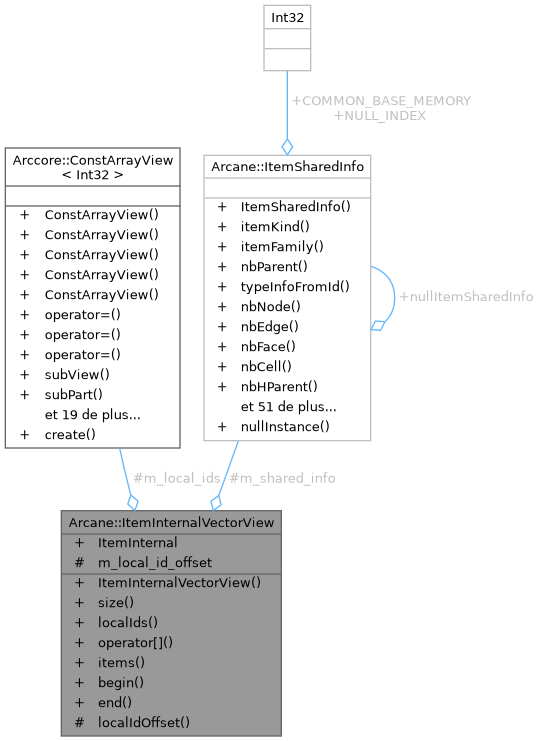 Int32
+COMMON_BASE_MEMORY
+NULL_INDEX
Arccore::ConstArrayView
< Int32 >
+ ConstArrayView()
+ ConstArrayView()
+ ConstArrayView()
+ ConstArrayView()
+ ConstArrayView()
+ operator=()
+ operator=()
+ operator=()
+ subView()
+ subPart()
et 19 de plus...
+ create()
Arcane::ItemSharedInfo
+ ItemSharedInfo()
+ itemKind()
+ itemFamily()
+ nbParent()
+ typeInfoFromId()
+ nbNode()
+ nbEdge()
+ nbFace()
+ nbCell()
+ nbHParent()
et 51 de plus...
+ nullInstance()
+nullItemSharedInfo
#m_local_ids
#m_shared_info
Arcane::ItemInternalVectorView
+ ItemInternal
# m_local_id_offset
+ ItemInternalVectorView()
+ size()
+ localIds()
+ operator[]()
+ items()
+ begin()
+ end()
# localIdOffset()